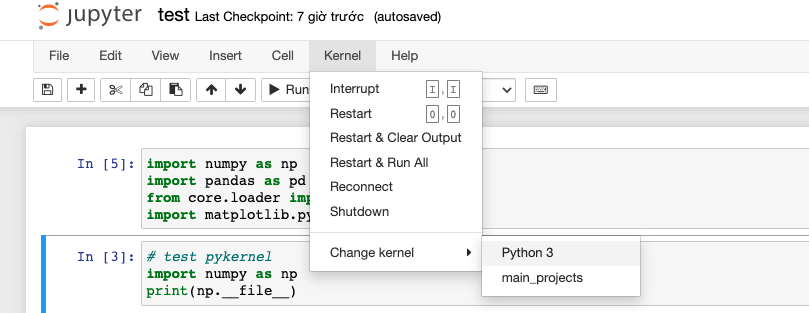 jupyter test Last Checkpoint: 7 giờ trước (autosaved)
File Edit View Insert Cell Kernel Help
Run
Interrupt I , I
Restart 0 , 0
Restart & Clear Output
Restart & Run All
Reconnect
Shutdown
Change kernel
Python 3
main_projects
In [5]: import numpy as np
import pandas as pd
from core.loader imp
import matplotlib.py
In [3]: # test pykernel
import numpy as np
print(np.__file__)